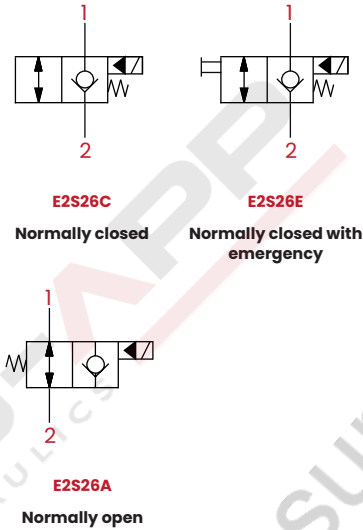 1
1
2
2
E2S26C
E2S26E
Normally closed
Normally closed with
emergency
1
2
E2S26A
Normally open